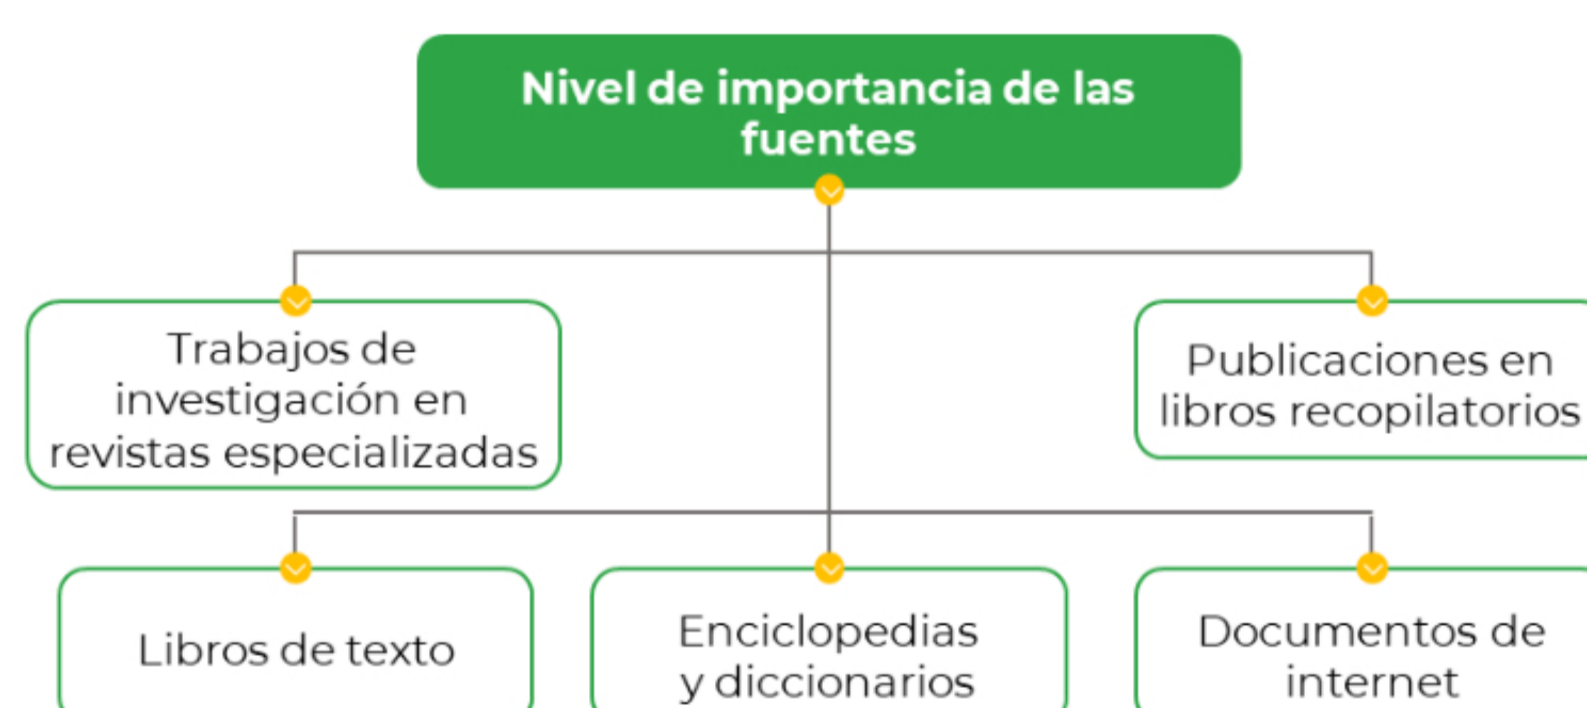 Nivel de importancia de las
fuentes
Trabajos de
investigación en
revistas especializadas
Publicaciones en
libros recopilatorios
Libros de texto
Enciclopedias
y diccionarios
Documentos de
internet